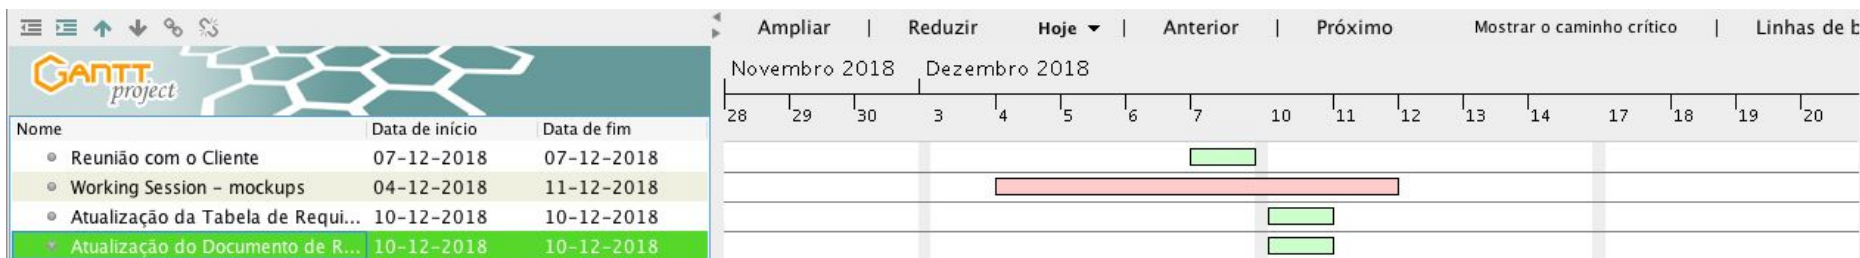 Ampliar | Reduzir Hoje ▼ | Anterior | Próximo Mostrar o caminho crítico | Linhas de b
GANTT
project
Novembro 2018 Dezembro 2018
28 29 30 3 4 5 6 7 10 11 12 13 14 17 18 19 20
Nome Data de início Data de fim
Reunião com o Cliente 07-12-2018 07-12-2018
Working Session - mockups 04-12-2018 11-12-2018
Atualização da Tabela de Requi... 10-12-2018 10-12-2018
Atualização do Documento de R... 10-12-2018 10-12-2018